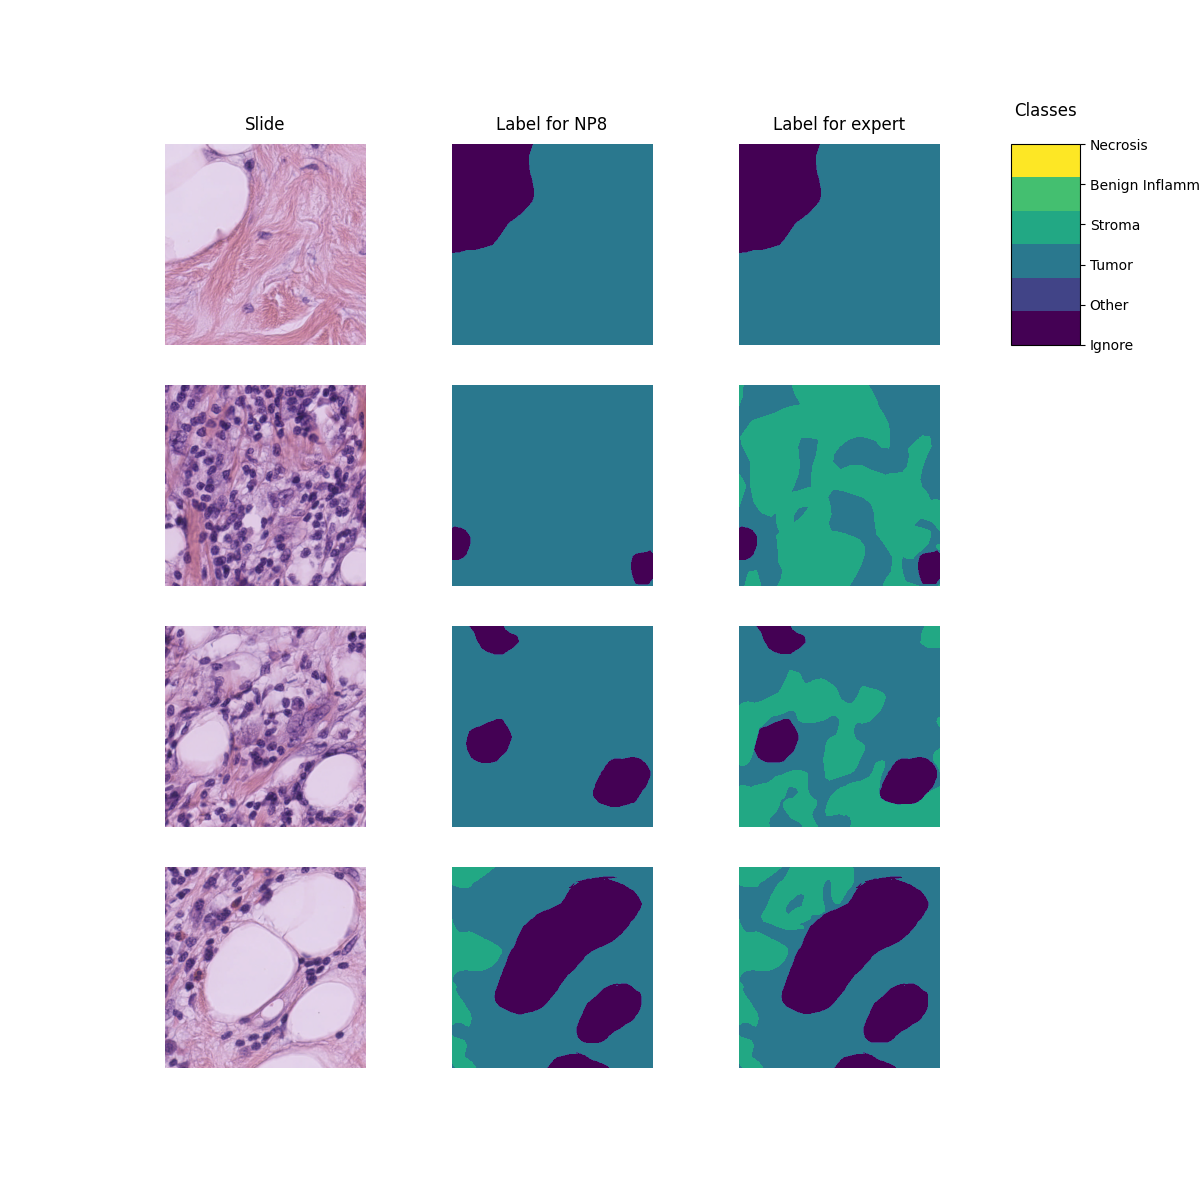 Slide
Label for NP8
Label for expert
Classes
Necrosis
Benign Inflamm
Stroma
Tumor
Other
Ignore